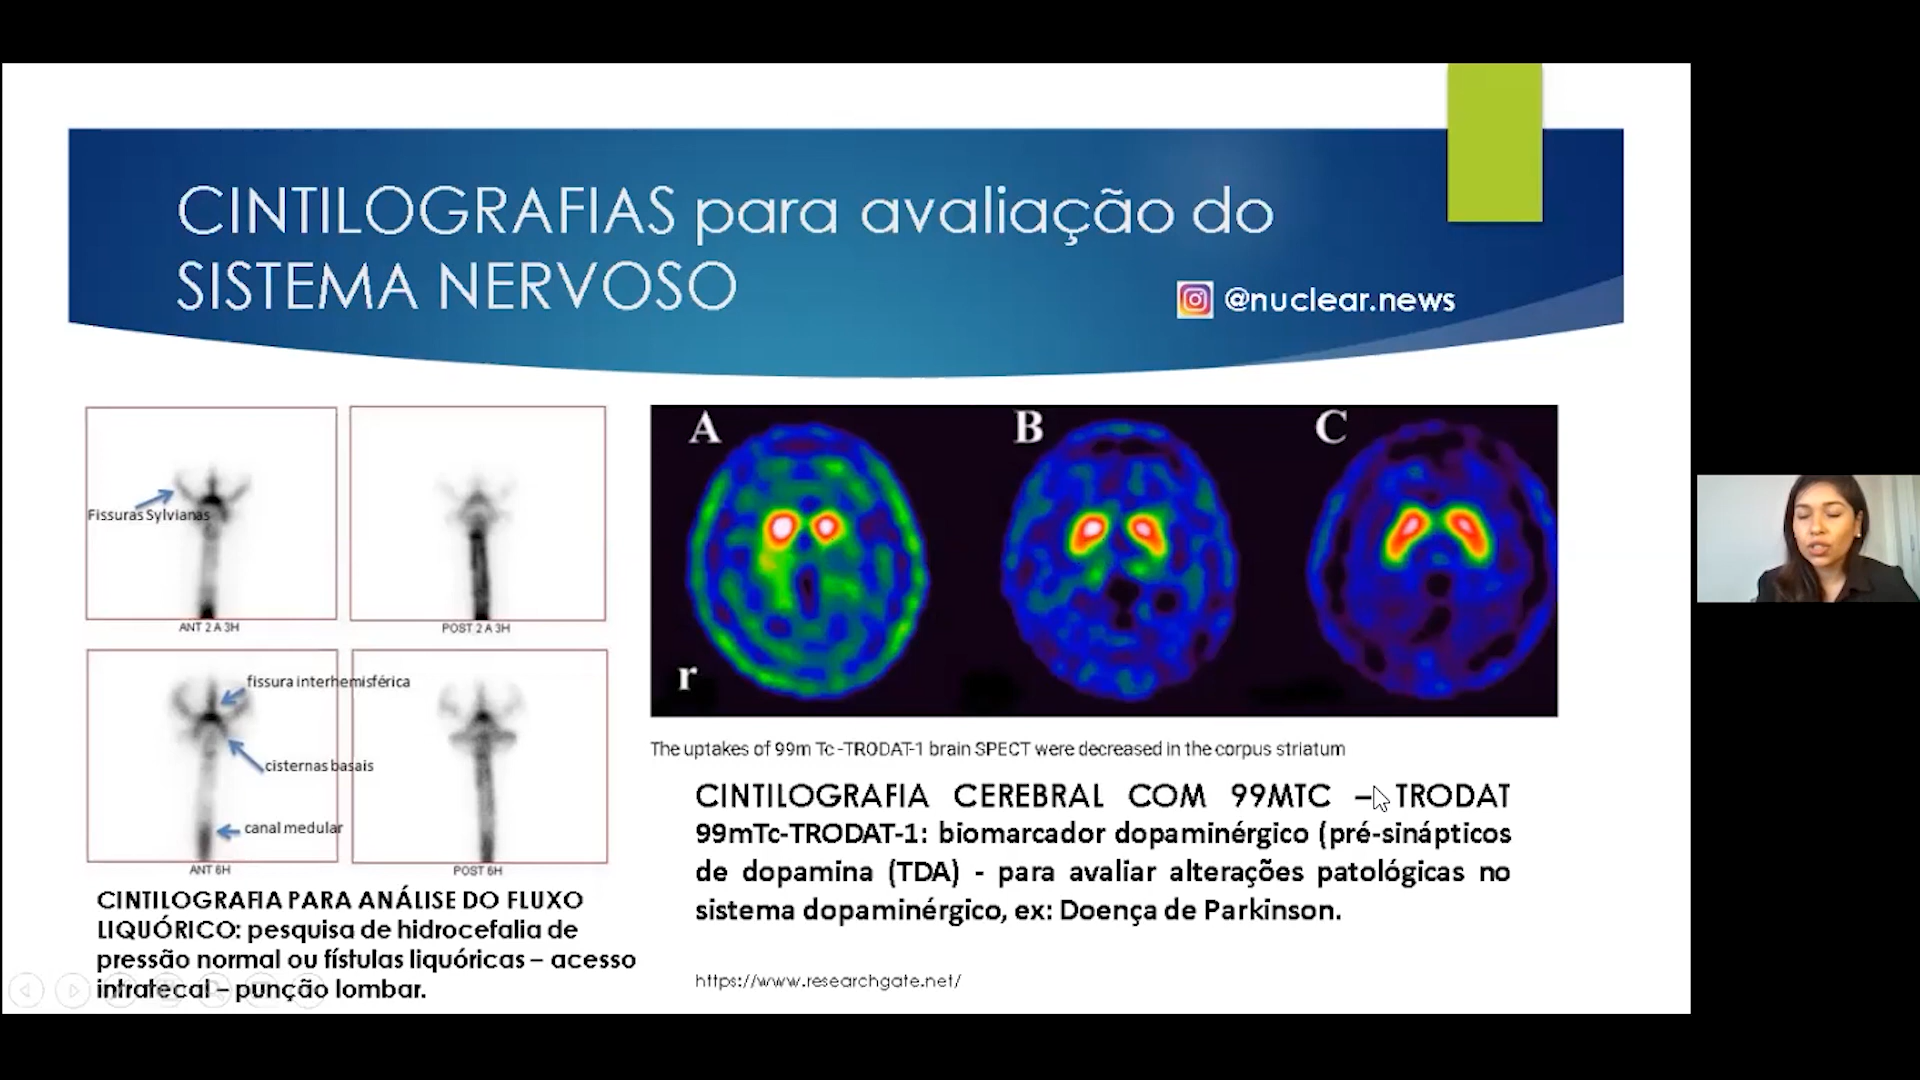 CINTILOGRAFIAS para avaliação do
SISTEMA NERVOSO
@nuclear.news
Fissuras Sylvianas
ANT 2 A 3H
POST 2 A 3H
fissura interhemisférica
cisternas basais
canal medular
ANT 6H
POST 6H
CINTILOGRAFIA PARA ANÁLISE DO FLUXO
LIQUÓRICO: pesquisa de hidrocefalia de
pressão normal ou fístulas liquóricas – acesso
intratecal – punção lombar.
A
B
C
r
The uptakes of 99m Tc-TRODAT-1 brain SPECT were decreased in the corpus striatum
CINTILOGRAFIA CEREBRAL COM 99MTC – TRODAT
99mTc-TRODAT-1: biomarcador dopaminérgico (pré-sinápticos
de dopamina (TDA) - para avaliar alterações patológicas no
sistema dopaminérgico, ex: Doença de Parkinson.
https://www.researchgate.net/